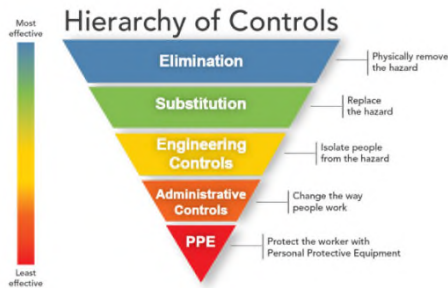 Hierarchy of Controls
Most
effective
Elimination
Physically remove
the hazard
Substitution
Replace
the hazard
Engineering
Controls
Isolate people
from the hazard
Administrative
Controls
Change the way
people work
PPE
Protect the worker with
Personal Protective Equipment
Least
effective